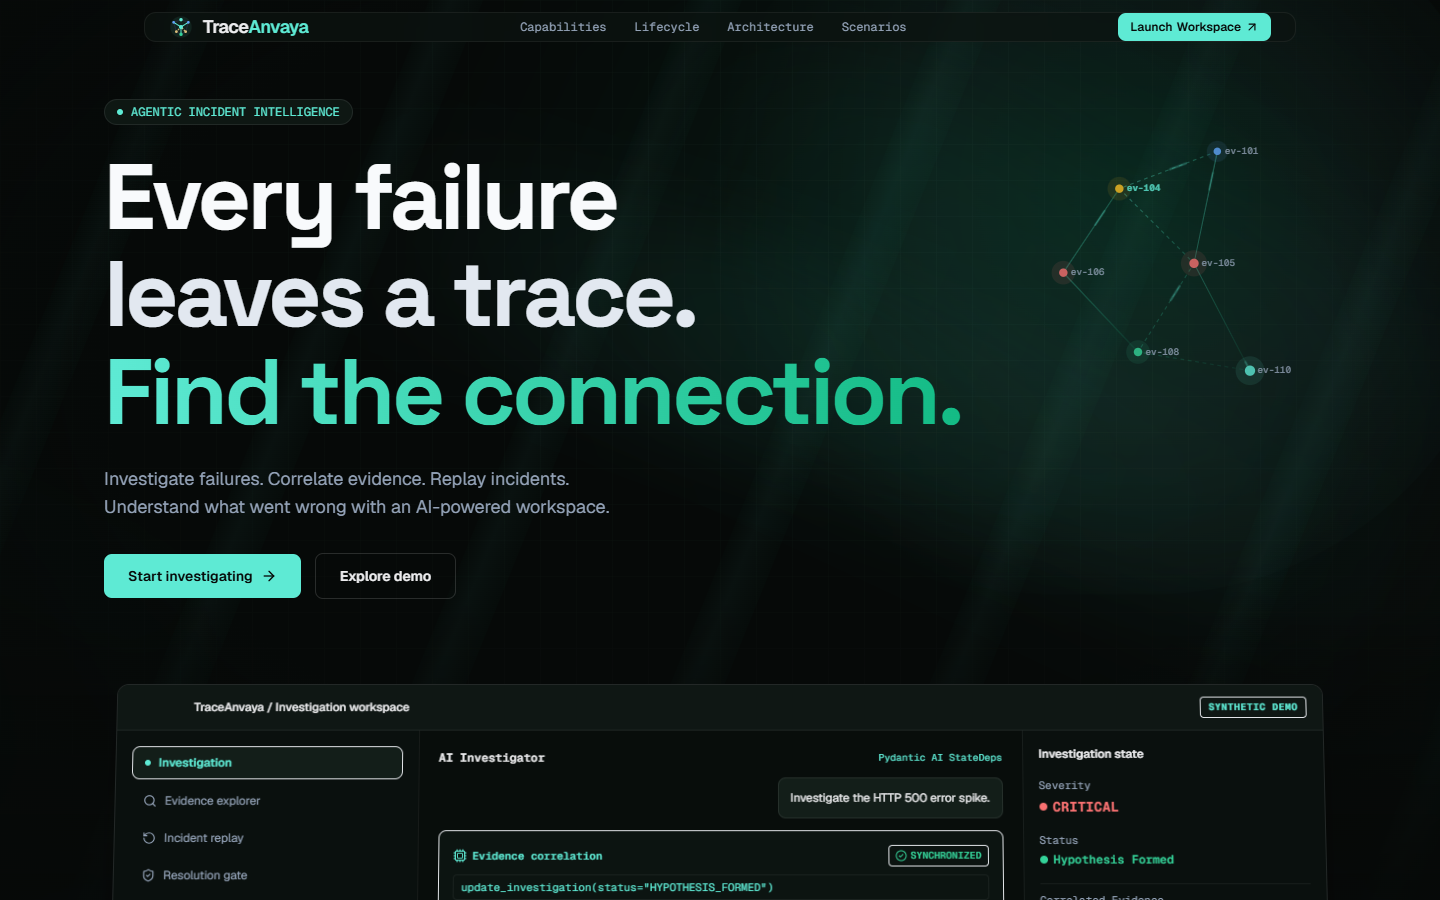 TraceAnvaya
Capabilities
Lifecycle
Architecture
Scenarios
Launch Workspace
AGENTIC INCIDENT INTELLIGENCE
Every failure
leaves a trace.
Find the connection.
ev-101
ev-104
ev-106
ev-105
ev-108
ev-110
Investigate failures. Correlate evidence. Replay incidents.
Understand what went wrong with an AI-powered workspace.
Start investigating
Explore demo
TraceAnvaya / Investigation workspace
SYNTHETIC DEMO
Investigation
Evidence explorer
Incident replay
Resolution gate
AI Investigator
Pydantic AI StateDeps
Investigate the HTTP 500 error spike.
Evidence correlation
SYNCHRONIZED
update_investigation(status="HYPOTHESIS_FORMED")
Investigation state
Severity
CRITICAL
Status
Hypothesis Formed
Correlated Evidence